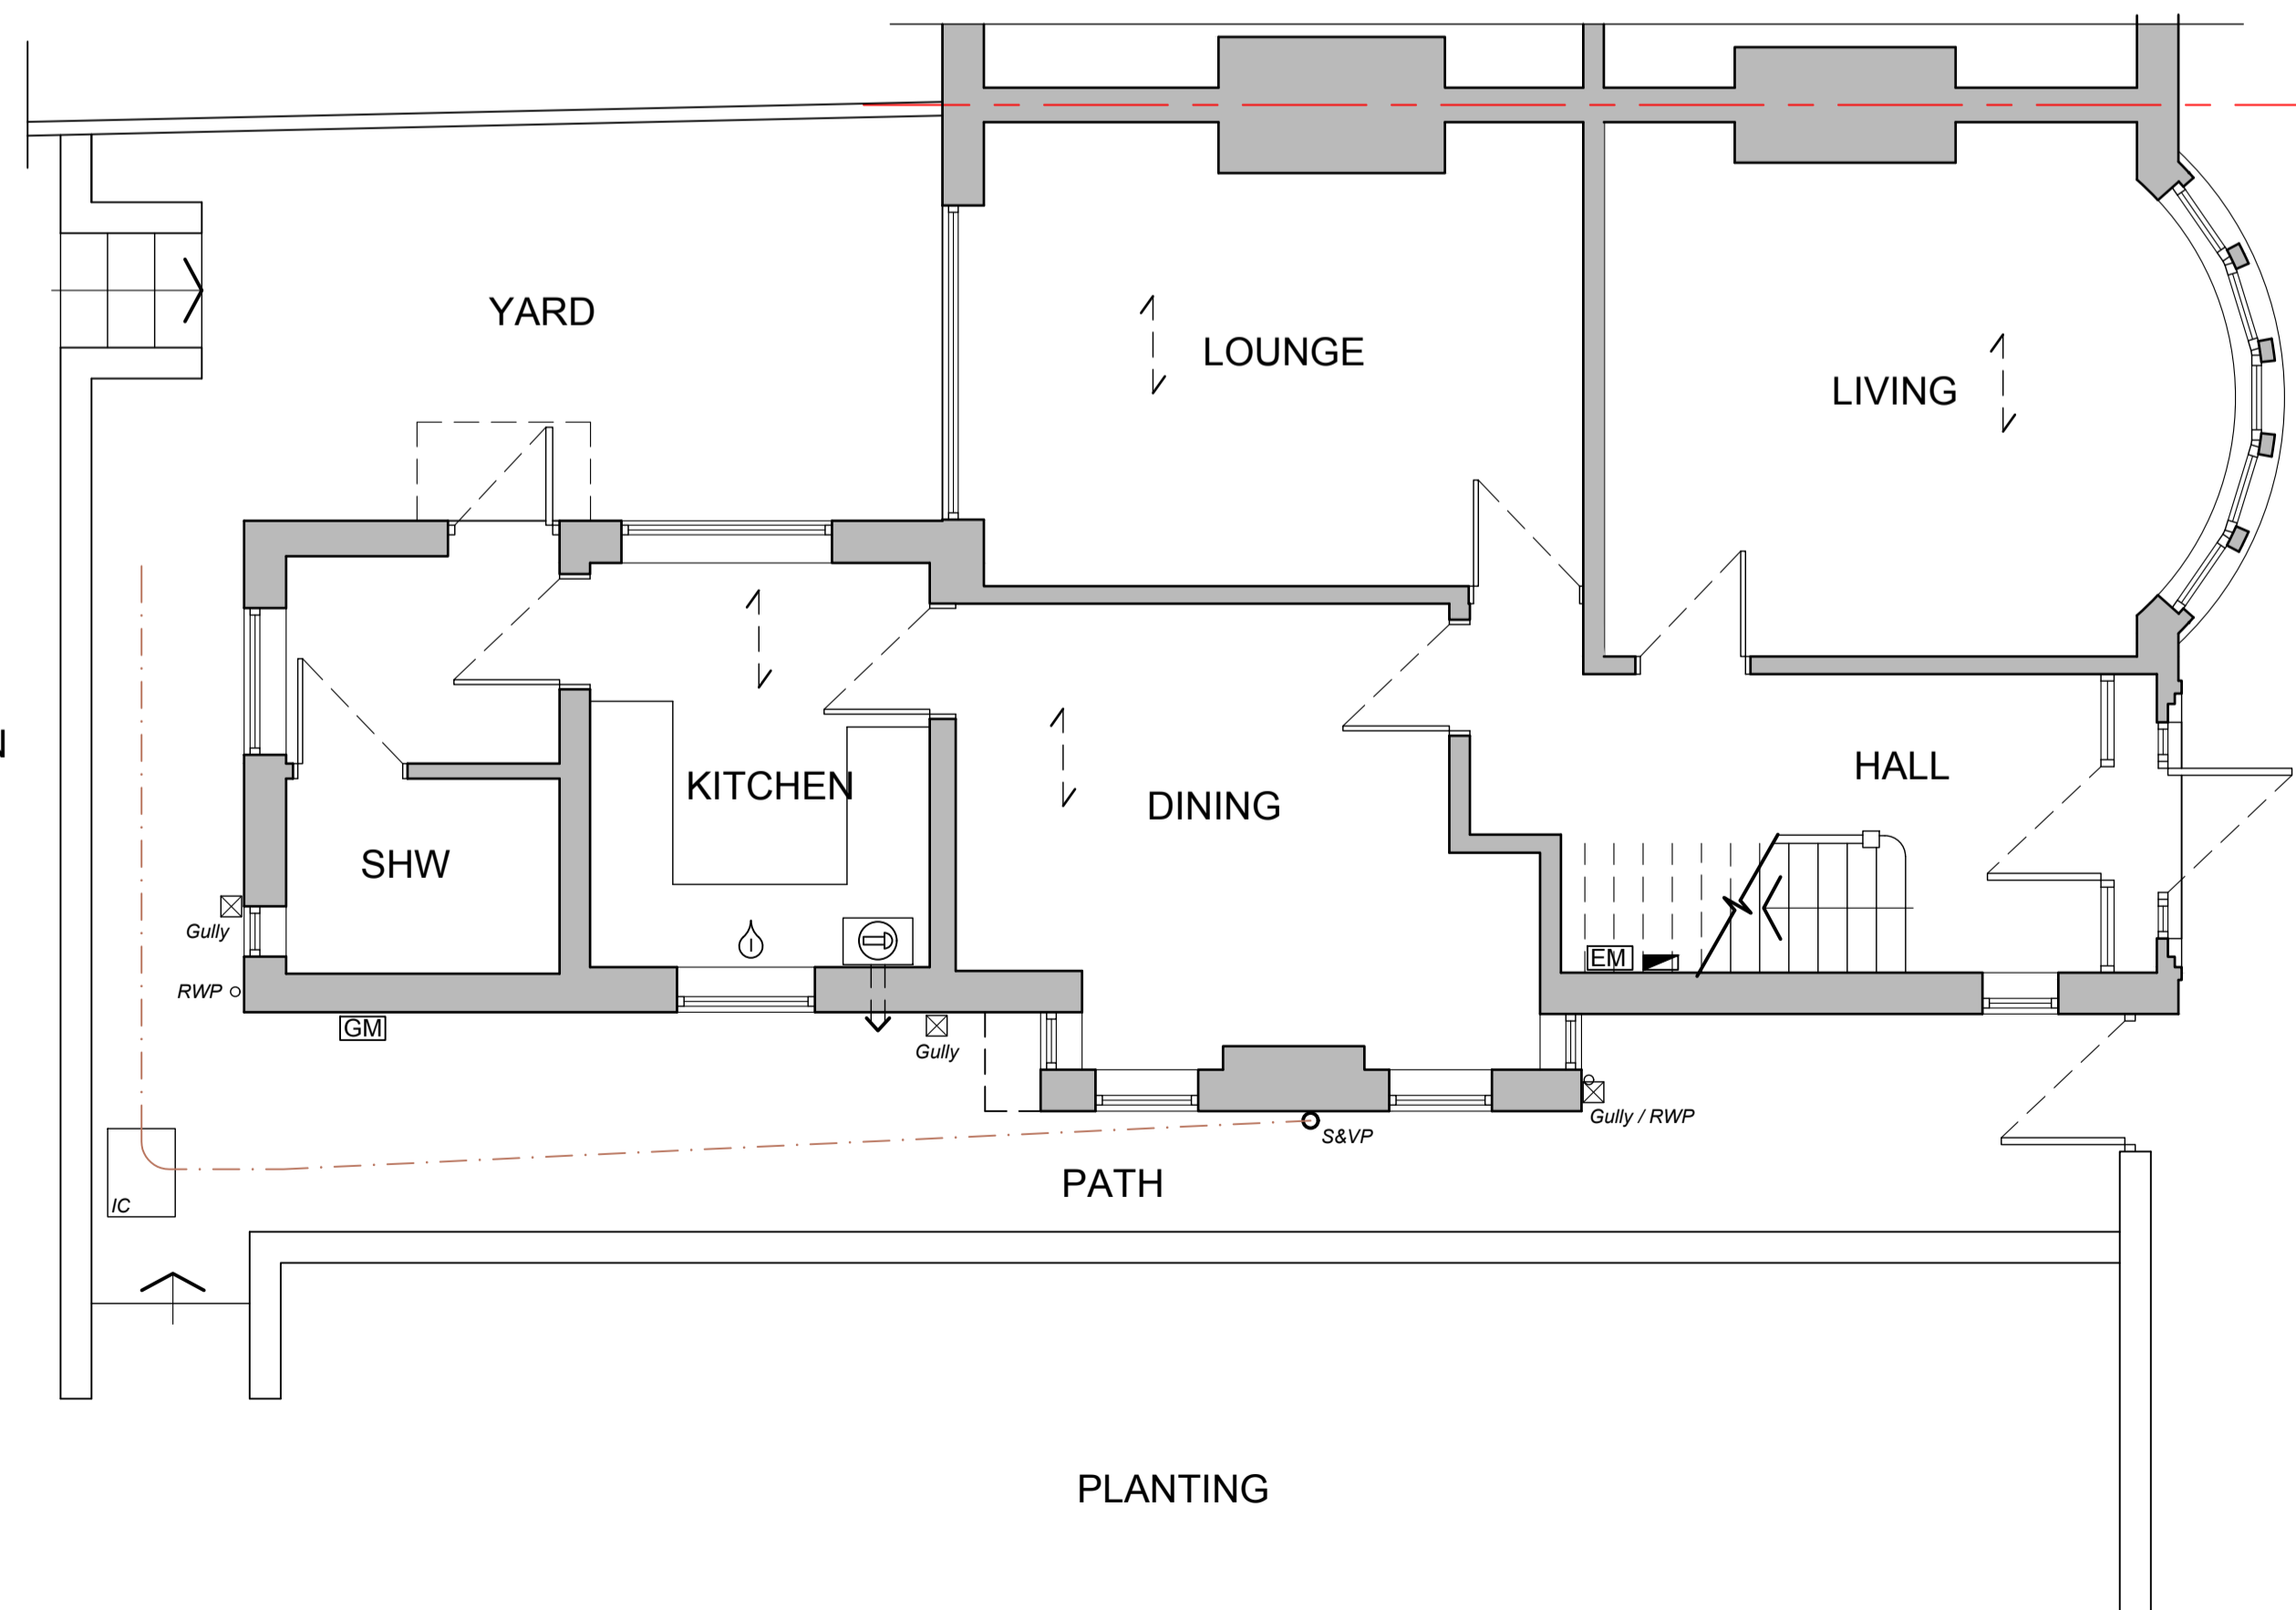 YARD
LOUNGE
LIVING
KITCHEN
HALL
DINING
SHW
Gully
EM
RWP
GM
Gully
Gully / RWP
S&VP
PATH
IC
PLANTING